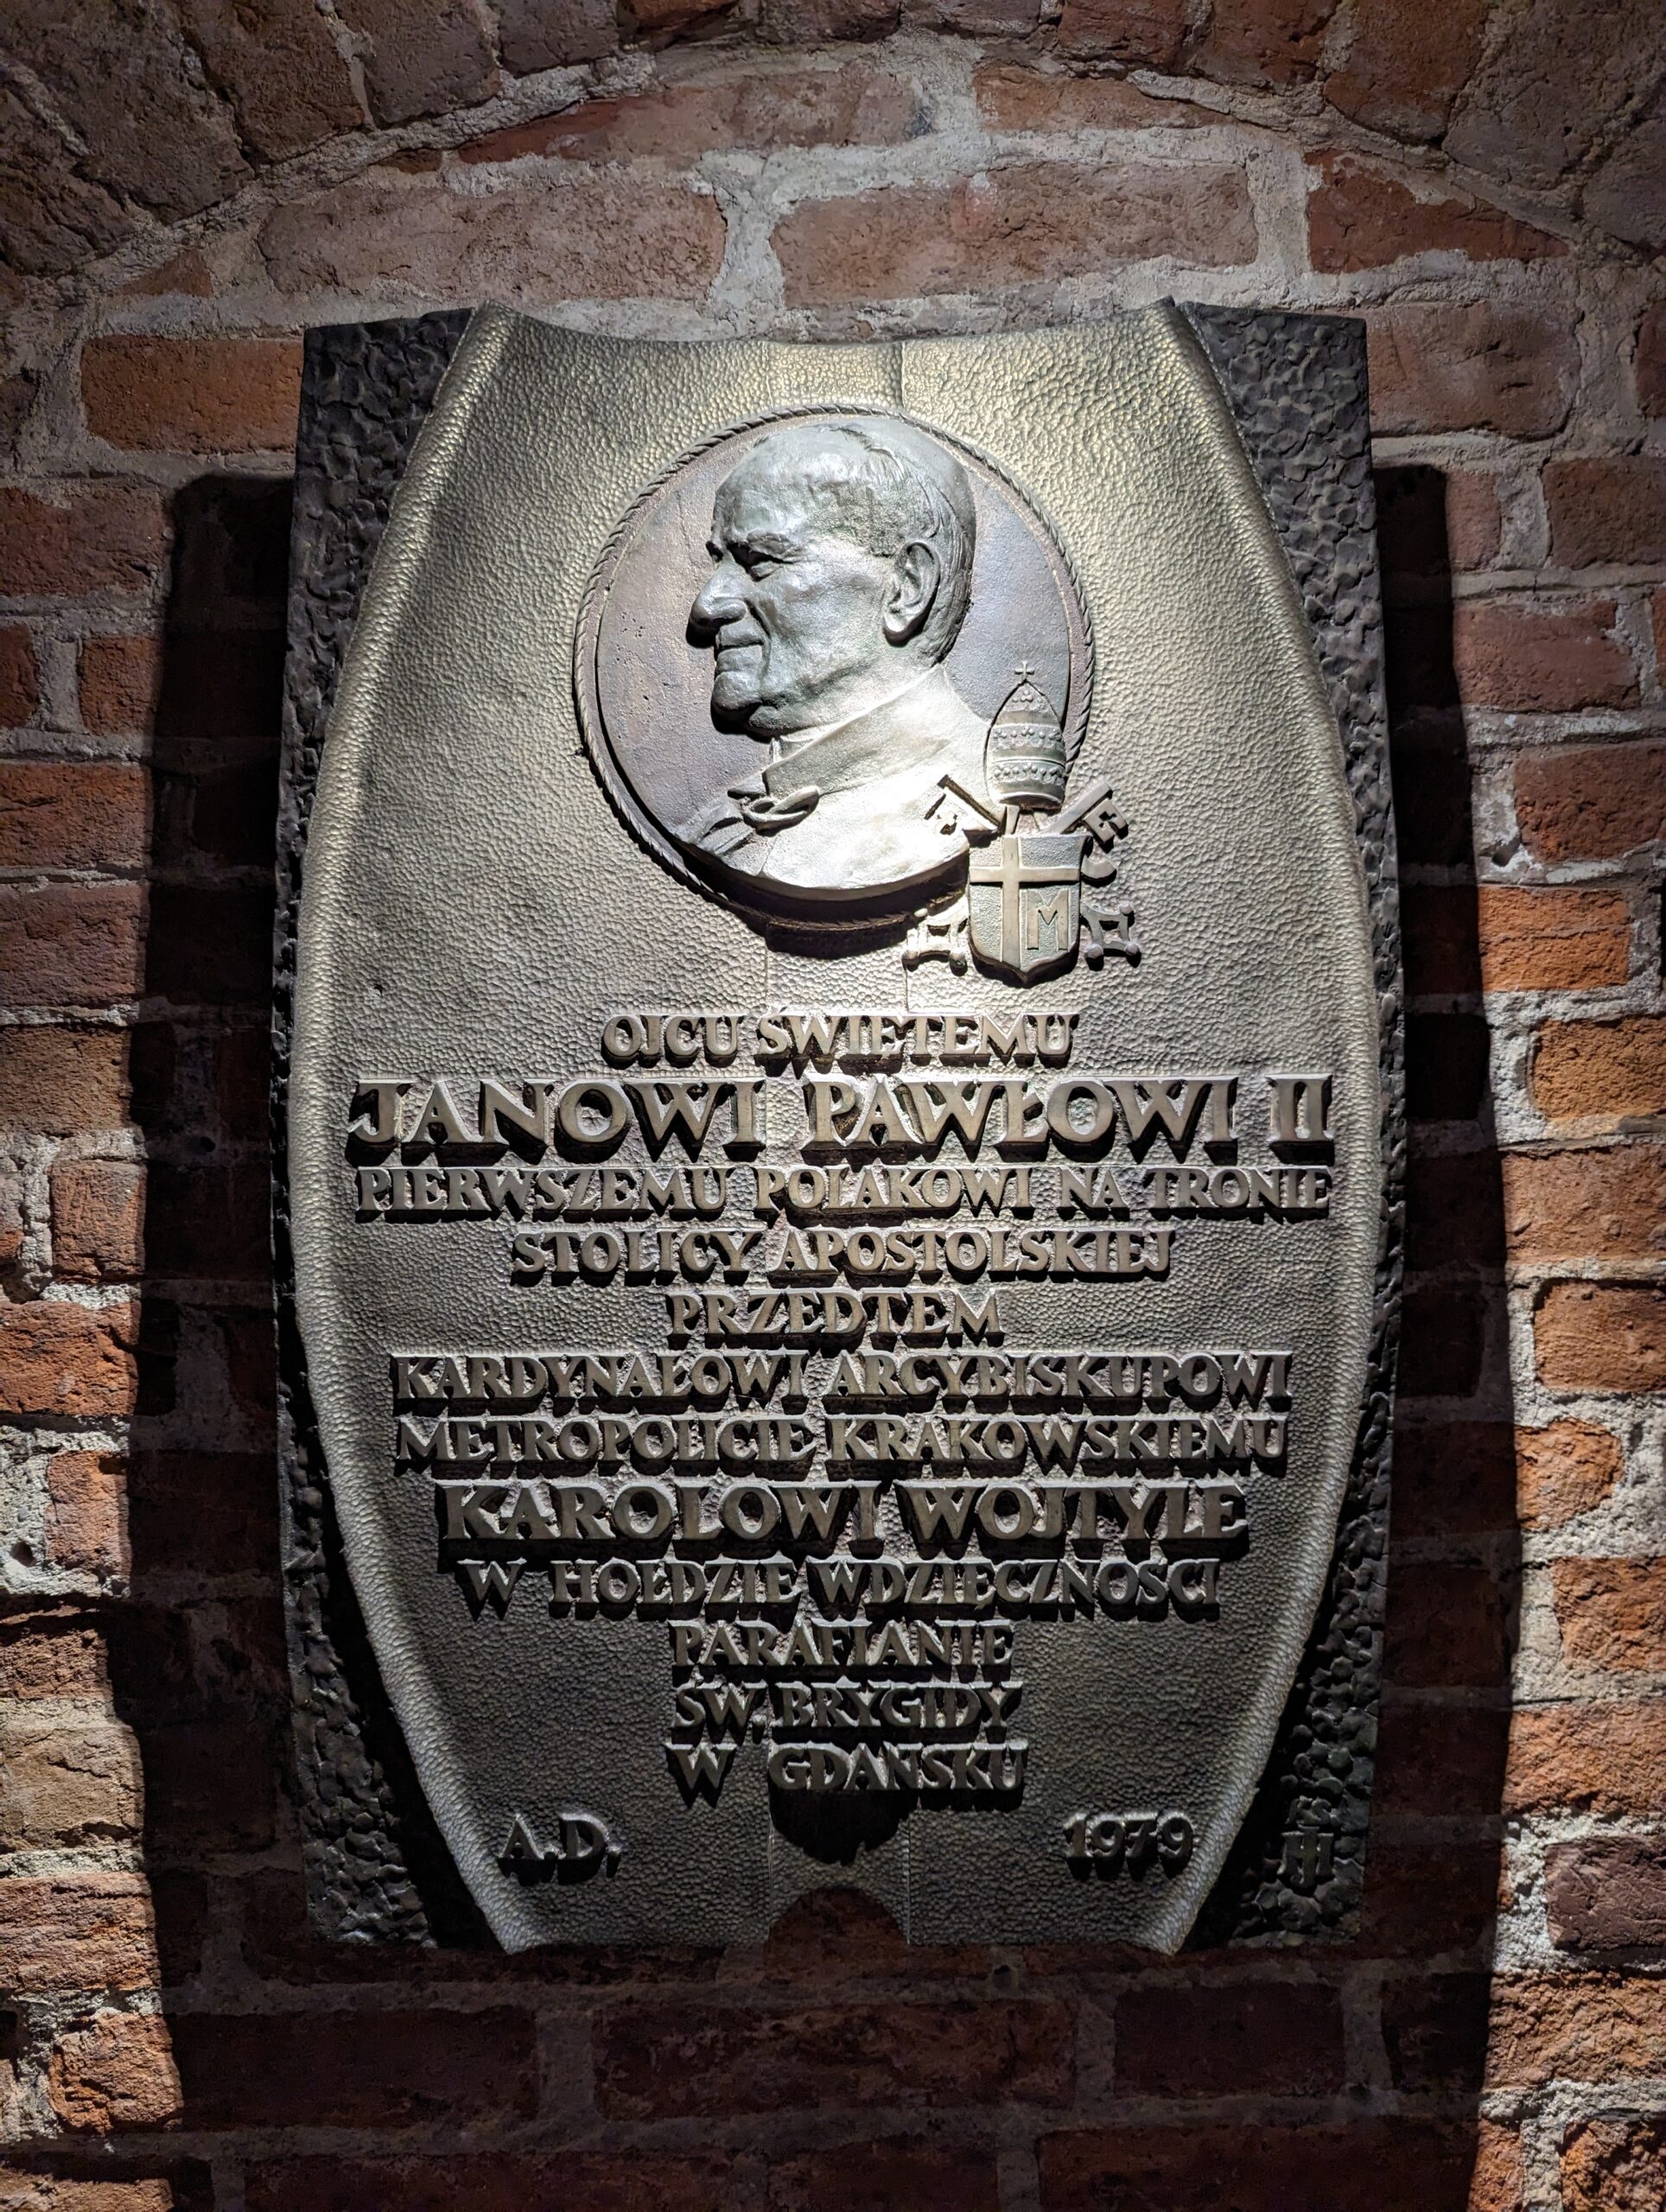 M
OJCU ŚWIĘTEMU
JANOWI PAWŁOWI II
PIERWSZEMU POLAKOWI NA TRONIE
STOLICY APOSTOLSKIEJ
PRZEDTEM
KARDYNAŁOWI ARCYBISKUPOWI
METROPOLICIE KRAKOWSKIEMU
KAROLOWI WOJTYLE
W HOŁDZIE WDZIĘCZNOŚCI
PARAFIANIE
ŚW. BRYGIDY
W GDAŃSKU
A.D. 1979